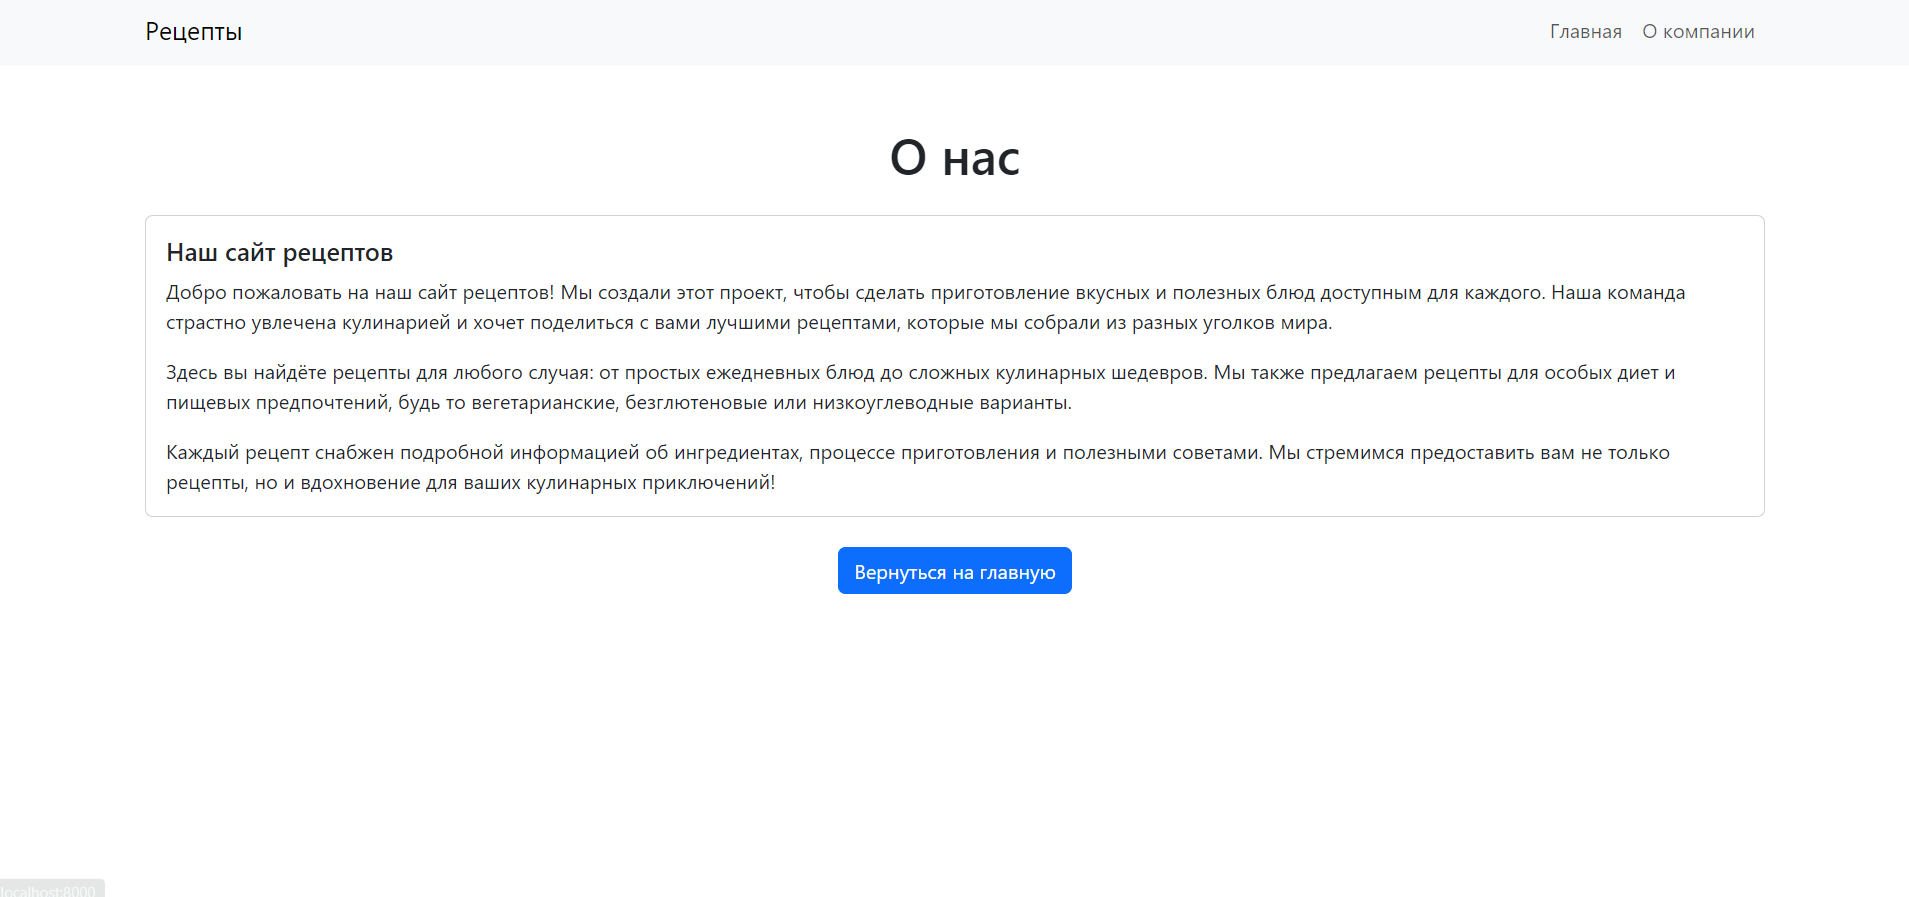 Рецепты
Главная
О компании
О нас
Наш сайт рецептов
Добро пожаловать на наш сайт рецептов! Мы создали этот проект, чтобы сделать приготовление вкусных и полезных блюд доступным для каждого. Наша команда
страстно увлечена кулинарией и хочет поделиться с вами лучшими рецептами, которые мы собрали из разных уголков мира.
Здесь вы найдёте рецепты для любого случая: от простых ежедневных блюд до сложных кулинарных шедевров. Мы также предлагаем рецепты для особых диет и
пищевых предпочтений, будь то вегетарианские, безглютеновые или низкоуглеводные варианты.
Каждый рецепт снабжен подробной информацией об ингредиентах, процессе приготовления и полезными советами. Мы стремимся предоставить вам не только
рецепты, но и вдохновение для ваших кулинарных приключений!
Вернуться на главную
localhost:8000